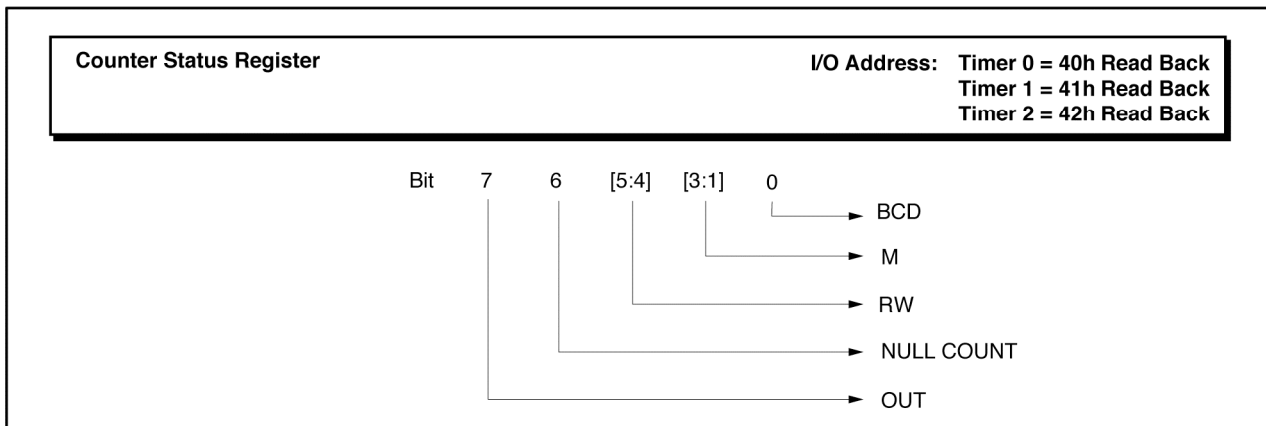 Counter Status Register I/O Address: Timer 0 = 40h Read Back
Timer 1 = 41h Read Back
Timer 2 = 42h Read Back
Bit 7 6 [5:4] [3:1] 0
BCD
M
RW
NULL COUNT
OUT